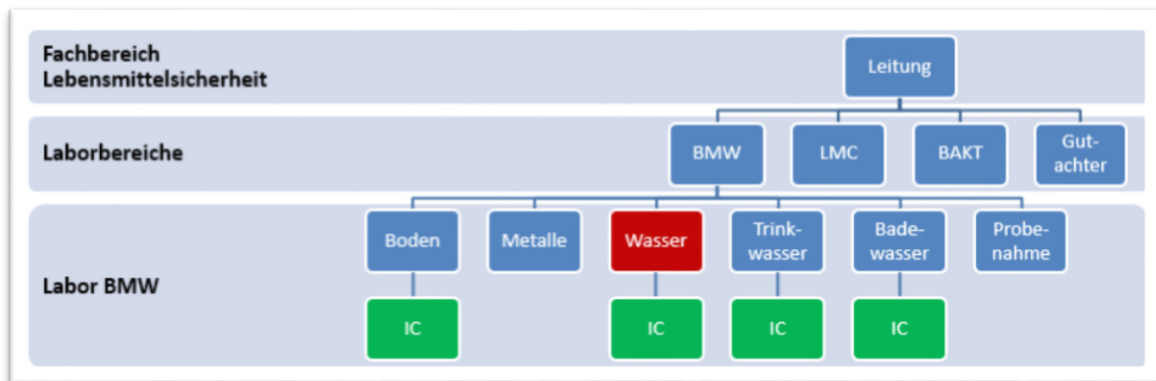 Fachbereich
Lebensmittelsicherheit
Leitung
Laborbereiche
BMW
LMC
BAKT
Gut-
achter
Labor BMW
Boden
Metalle
Wasser
Trink-
wasser
Bade-
wasser
Probe-
nahme
IC
IC
IC
IC